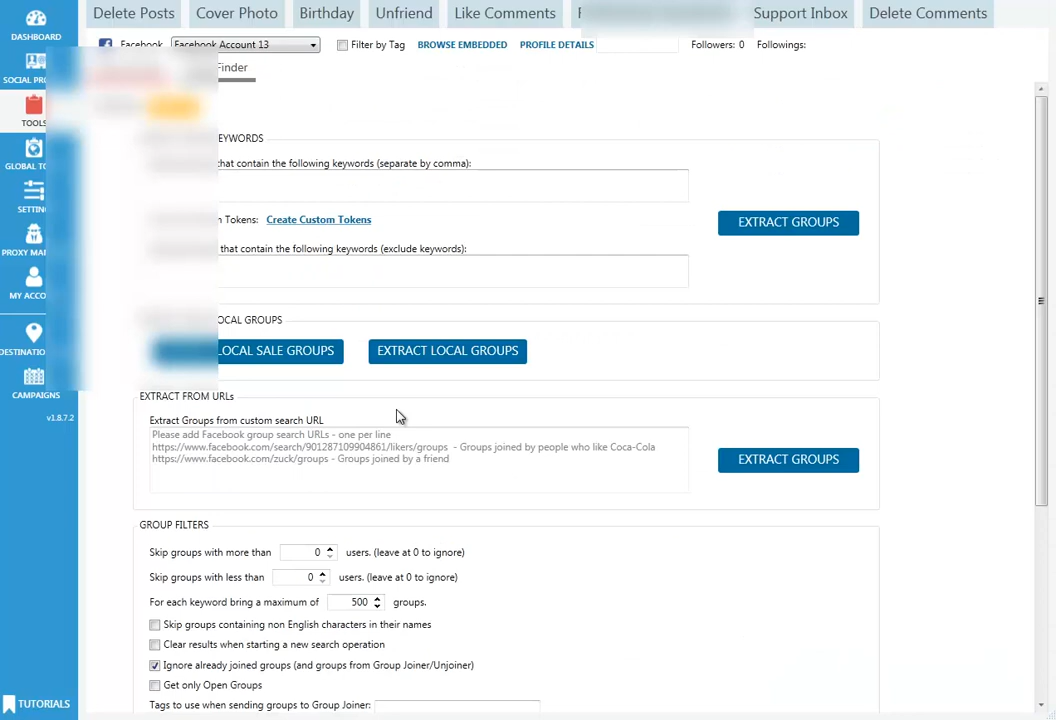 Delete Posts Cover Photo Birthday Unfriend Like Comments Support Inbox Delete Comments
DASHBOARD
Facebook Facebook Account 13 Filter by Tag BROWSE EMBEDDED PROFILE DETAILS Followers: 0 Followings:
SOCIAL PRO
Finder
TOOLS
EYWORDS
GLOBAL TO
that contain the following keywords (separate by comma):
SETTIN
n Tokens: Create Custom Tokens
EXTRACT GROUPS
PROXY MA
that contain the following keywords (exclude keywords):
MY ACCO
OCAL GROUPS
DESTINATIO
LOCAL SALE GROUPS EXTRACT LOCAL GROUPS
CAMPAIGNS
EXTRACT FROM URLs
v1.8.7.2
Extract Groups from custom search URL
Please add Facebook group search URLs - one per line
https://www.facebook.com/search/901287109904861/likers/groups - Groups joined by people who like Coca-Cola
https://www.facebook.com/zuck/groups - Groups joined by a friend
EXTRACT GROUPS
GROUP FILTERS
Skip groups with more than 0 users. (leave at 0 to ignore)
Skip groups with less than 0 users. (leave at 0 to ignore)
For each keyword bring a maximum of 500 groups.
Skip groups containing non English characters in their names
Clear results when starting a new search operation
Ignore already joined groups (and groups from Group Joiner/Unjoiner)
Get only Open Groups
Tags to use when sending groups to Group Joiner:
TUTORIALS